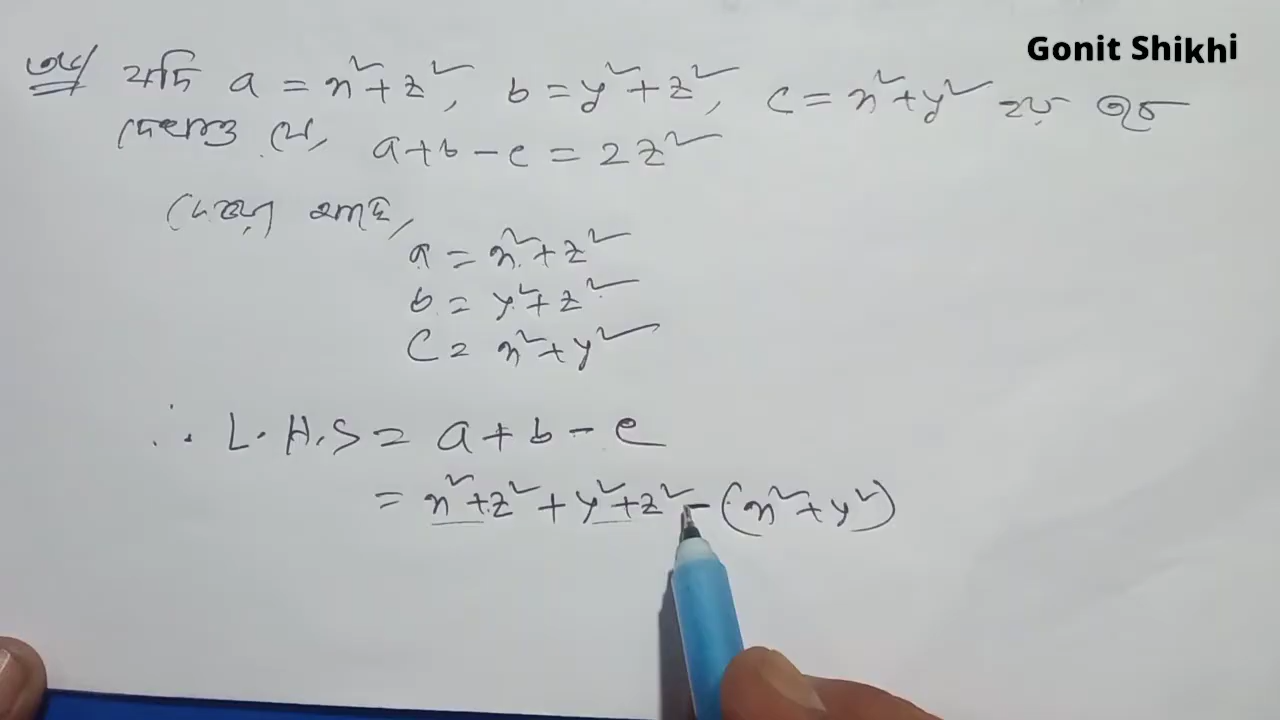 Gonit Shikhi
৩৫/ যদি a = x² + z², b = y² + z², c = x² + y² হয় তবে
দেখাও যে, a + b - c = 2z²
দেওয়া আছে,
a = x² + z²
b = y² + z²
c = x² + y²
∴ L.H.S = a + b - c
= x² + z² + y² + z² - (x² + y²)